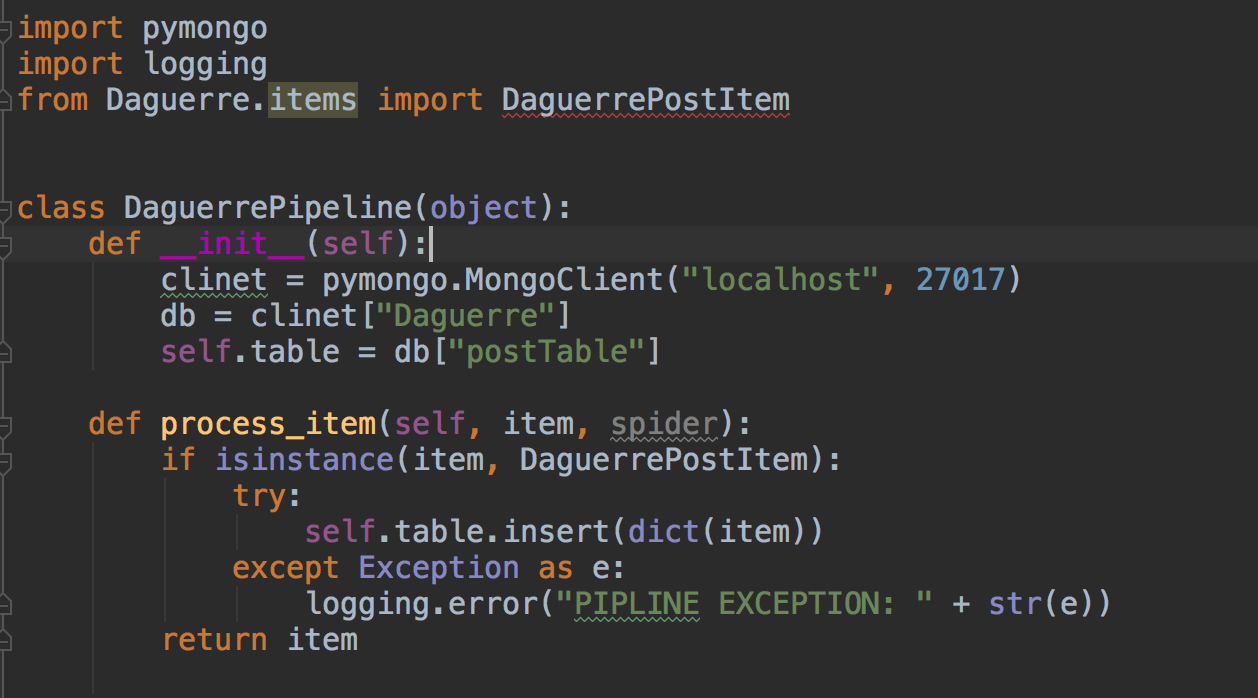 import pymongo
import logging
from Daguerre.items import DaguerrePostItem
class DaguerrePipeline(object):
    def __init__(self):
        clinet = pymongo.MongoClient("localhost", 27017)
        db = clinet["Daguerre"]
        self.table = db["postTable"]
    def process_item(self, item, spider):
        if isinstance(item, DaguerrePostItem):
            try:
                self.table.insert(dict(item))
            except Exception as e:
                logging.error("PIPLINE EXCEPTION: " + str(e))
        return item